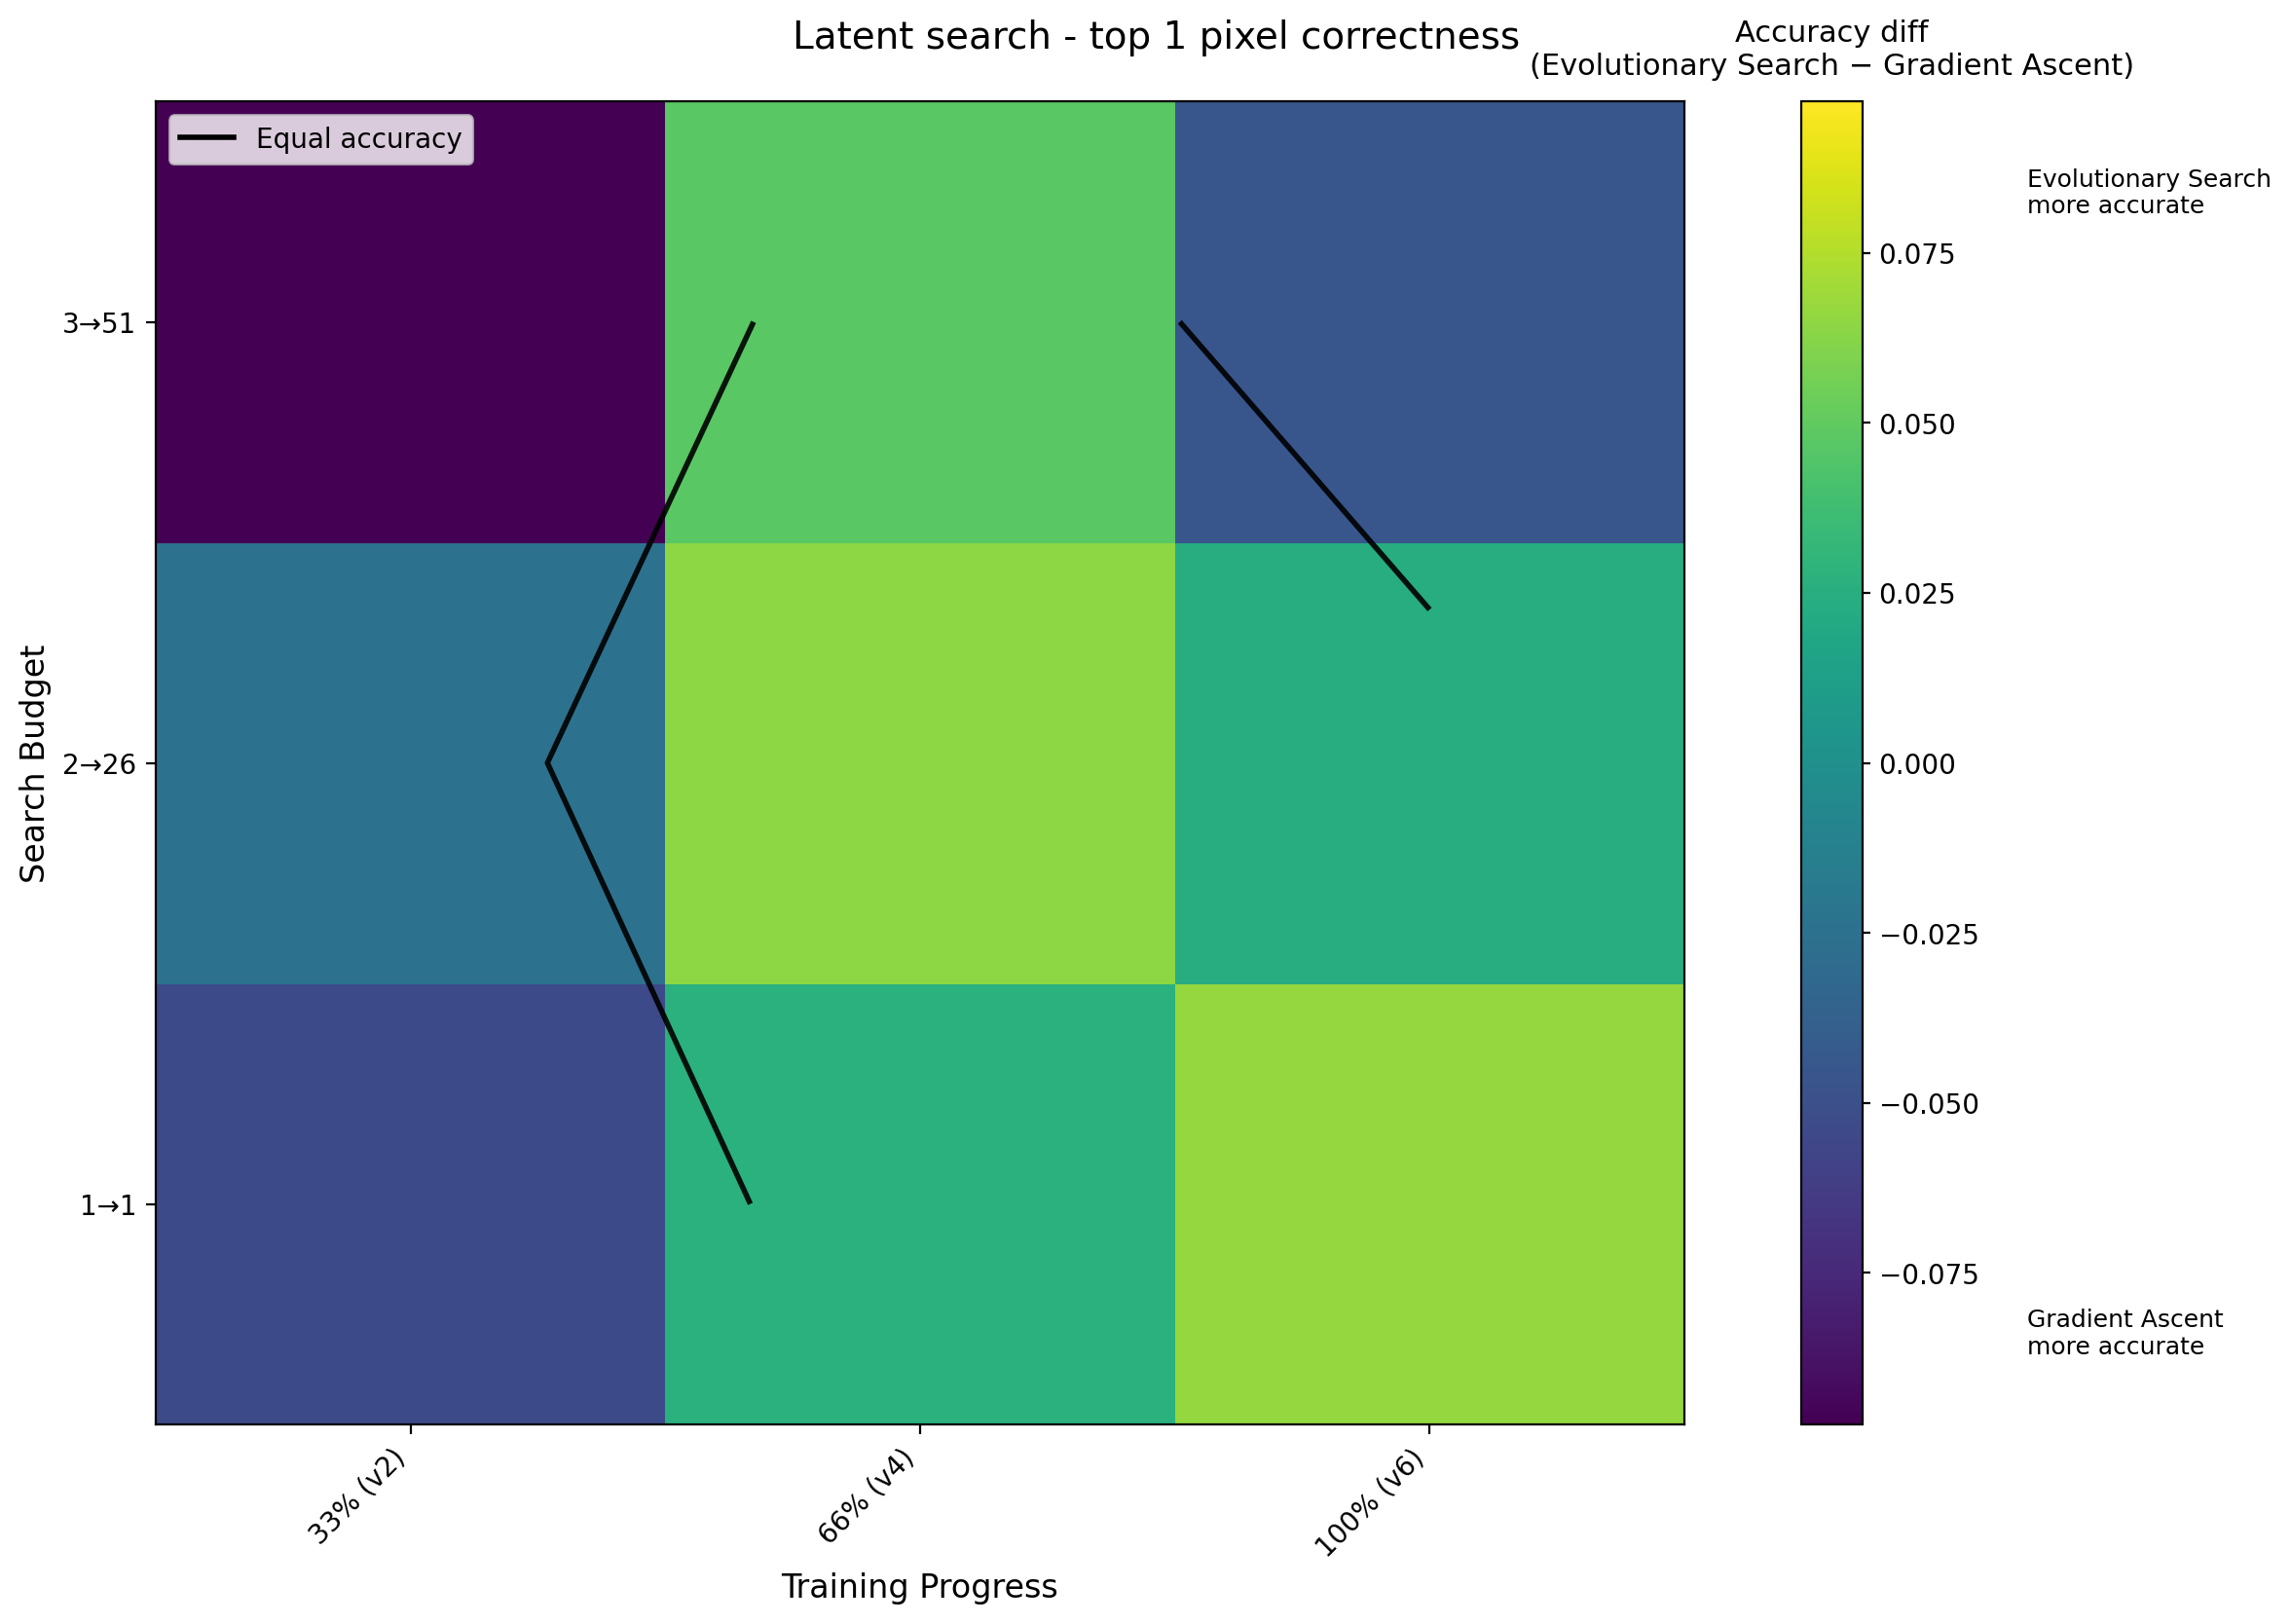 Latent search - top 1 pixel correctness
Accuracy diff
(Evolutionary Search − Gradient Ascent)
Equal accuracy
Evolutionary Search
more accurate
0.075
0.050
0.025
0.000
−0.025
−0.050
−0.075
Gradient Ascent
more accurate
Search Budget
3→51
2→26
1→1
33% (v2)
66% (v4)
100% (v6)
Training Progress